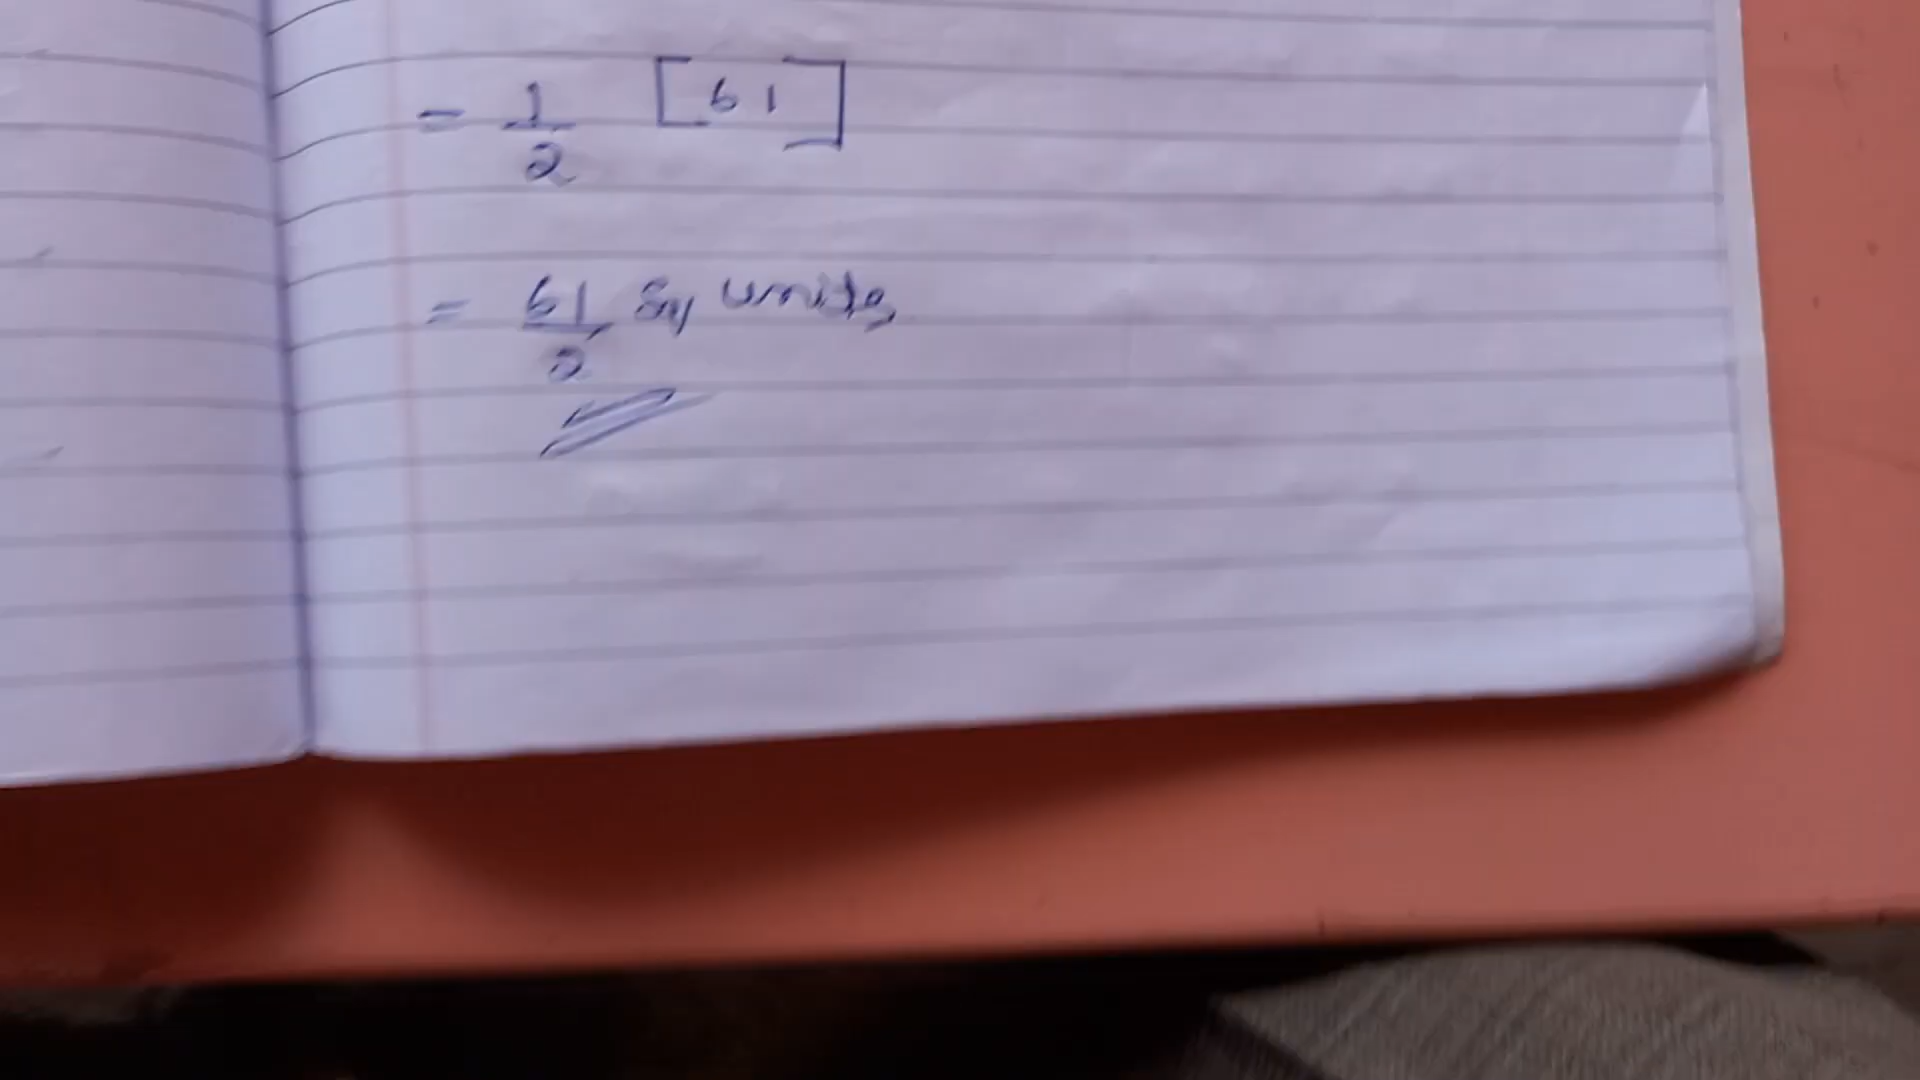 = 1/2 [61]
= 61/2 Sq units